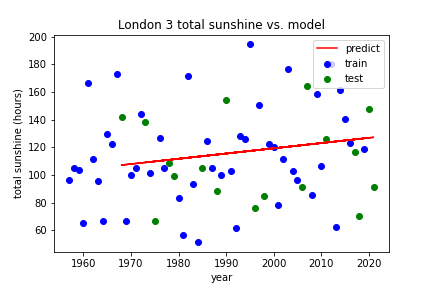 London 3 total sunshine vs. model
predict
train
test
200
180
160
140
120
100
80
60
total sunshine (hours)
1960 1970 1980 1990 2000 2010 2020
year